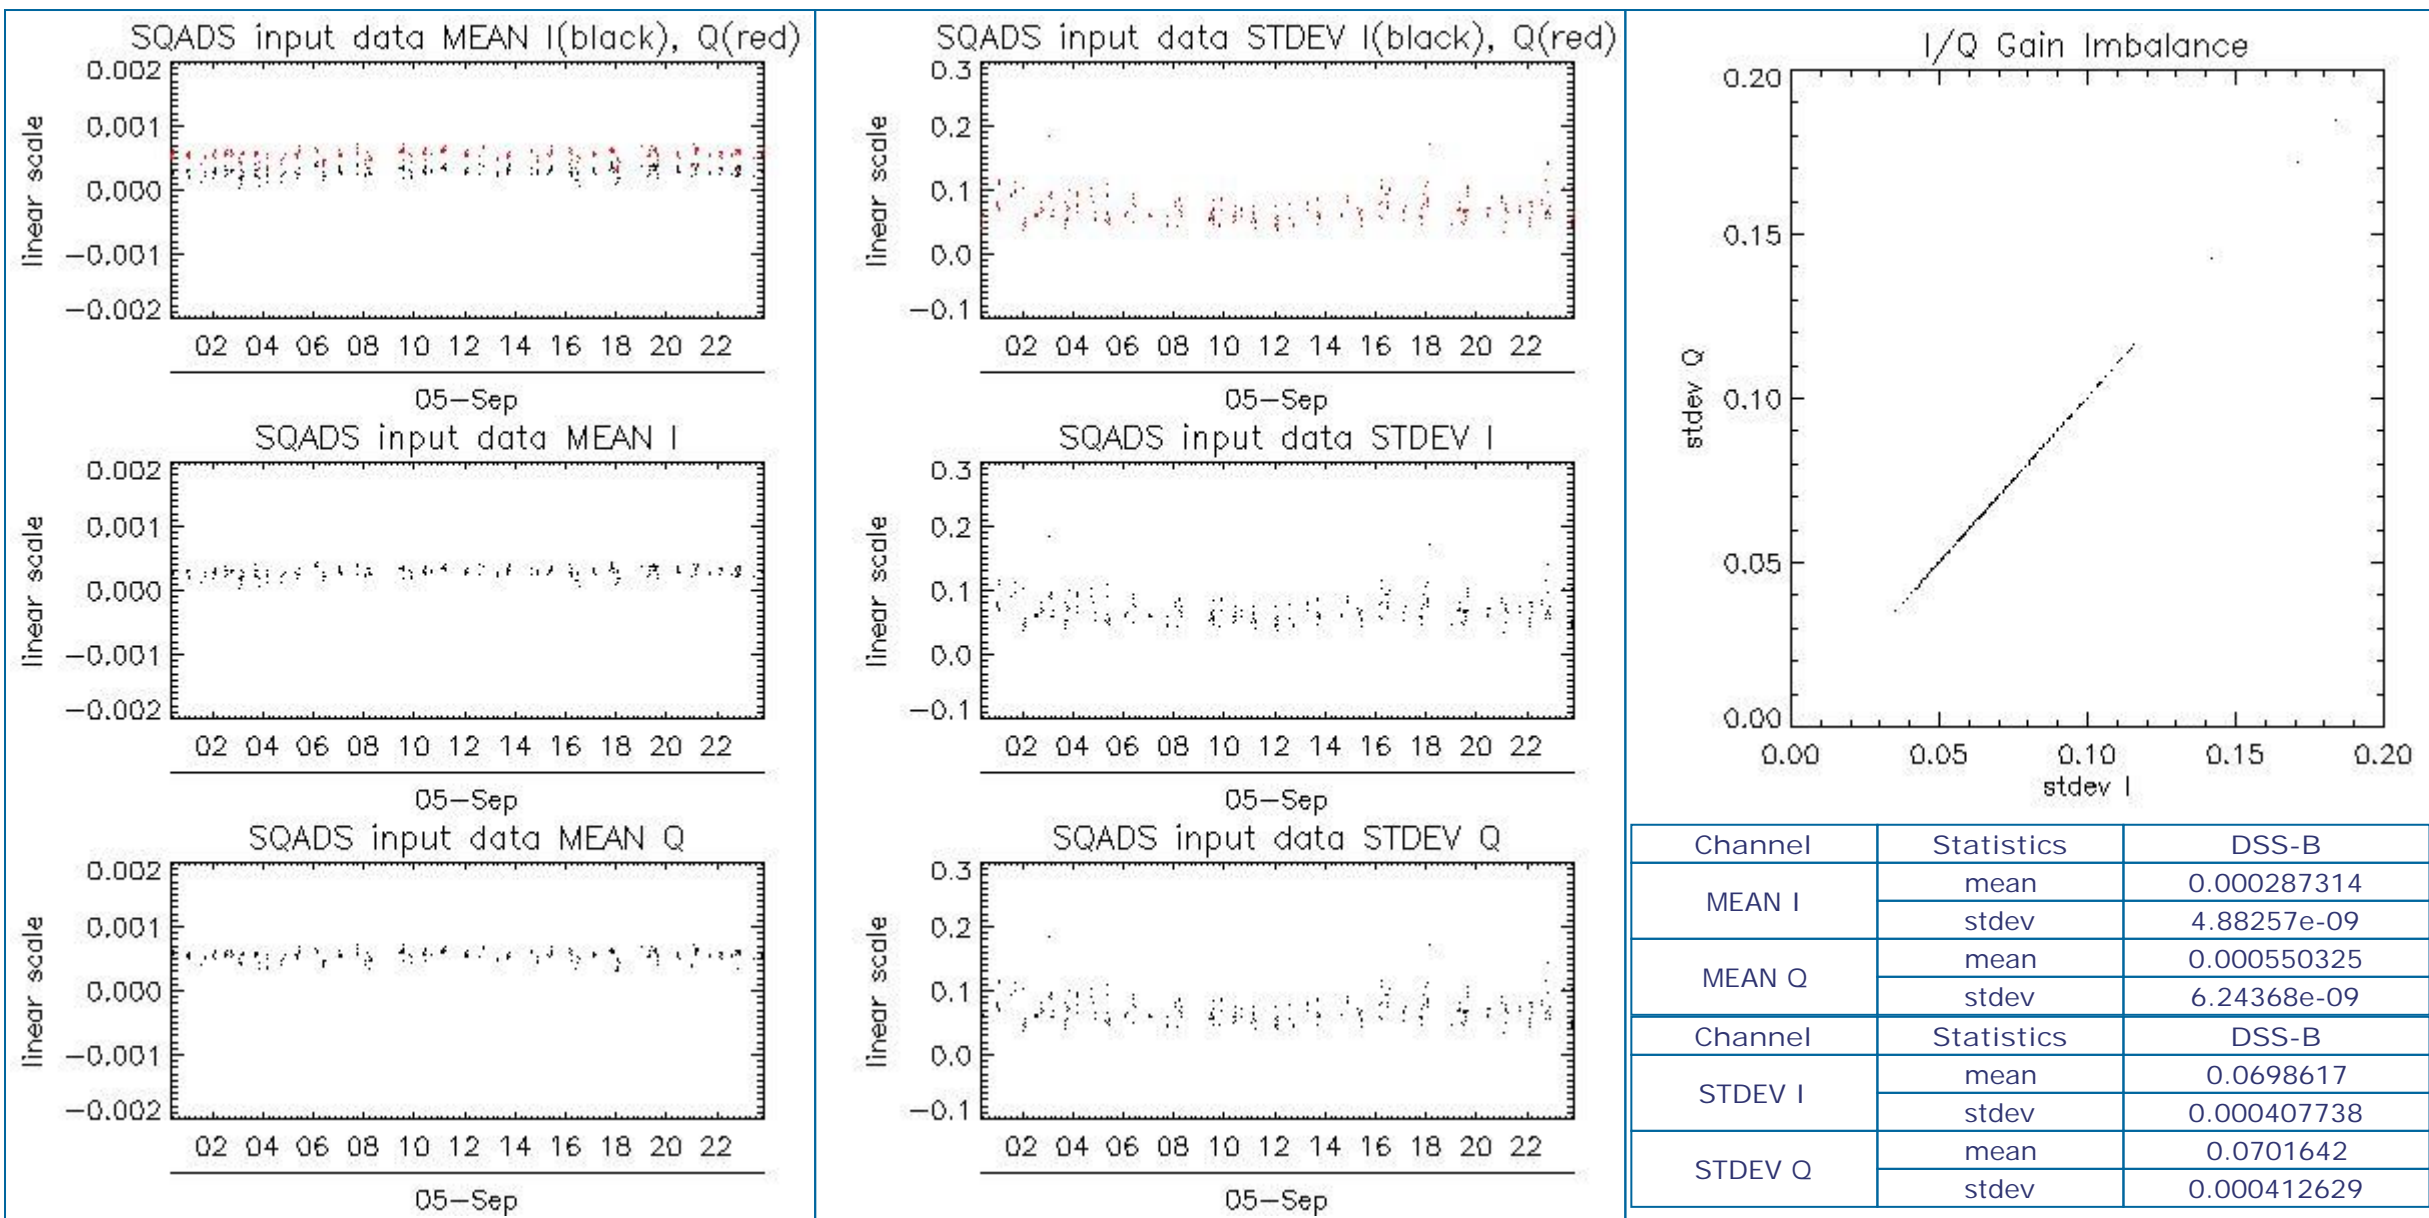 SQADS input data MEAN I(black), Q(red)
0.002
0.001
0.000
-0.001
-0.002
linear scale
02 04 06 08 10 12 14 16 18 20 22
05-Sep
SQADS input data MEAN I
0.002
0.001
0.000
-0.001
-0.002
linear scale
02 04 06 08 10 12 14 16 18 20 22
05-Sep
SQADS input data MEAN Q
0.002
0.001
0.000
-0.001
-0.002
linear scale
02 04 06 08 10 12 14 16 18 20 22
05-Sep
SQADS input data STDEV I(black), Q(red)
0.3
0.2
0.1
0.0
-0.1
linear scale
02 04 06 08 10 12 14 16 18 20 22
05-Sep
SQADS input data STDEV I
0.3
0.2
0.1
0.0
-0.1
linear scale
02 04 06 08 10 12 14 16 18 20 22
05-Sep
SQADS input data STDEV Q
0.3
0.2
0.1
0.0
-0.1
linear scale
02 04 06 08 10 12 14 16 18 20 22
05-Sep
I/Q Gain Imbalance
0.20
0.15
0.10
0.05
0.00
stdev Q
0.00 0.05 0.10 0.15 0.20
stdev I
Channel Statistics DSS-B
MEAN I mean 0.000287314
stdev 4.88257e-09
MEAN Q mean 0.000550325
stdev 6.24368e-09
Channel Statistics DSS-B
STDEV I mean 0.0698617
stdev 0.000407738
STDEV Q mean 0.0701642
stdev 0.000412629